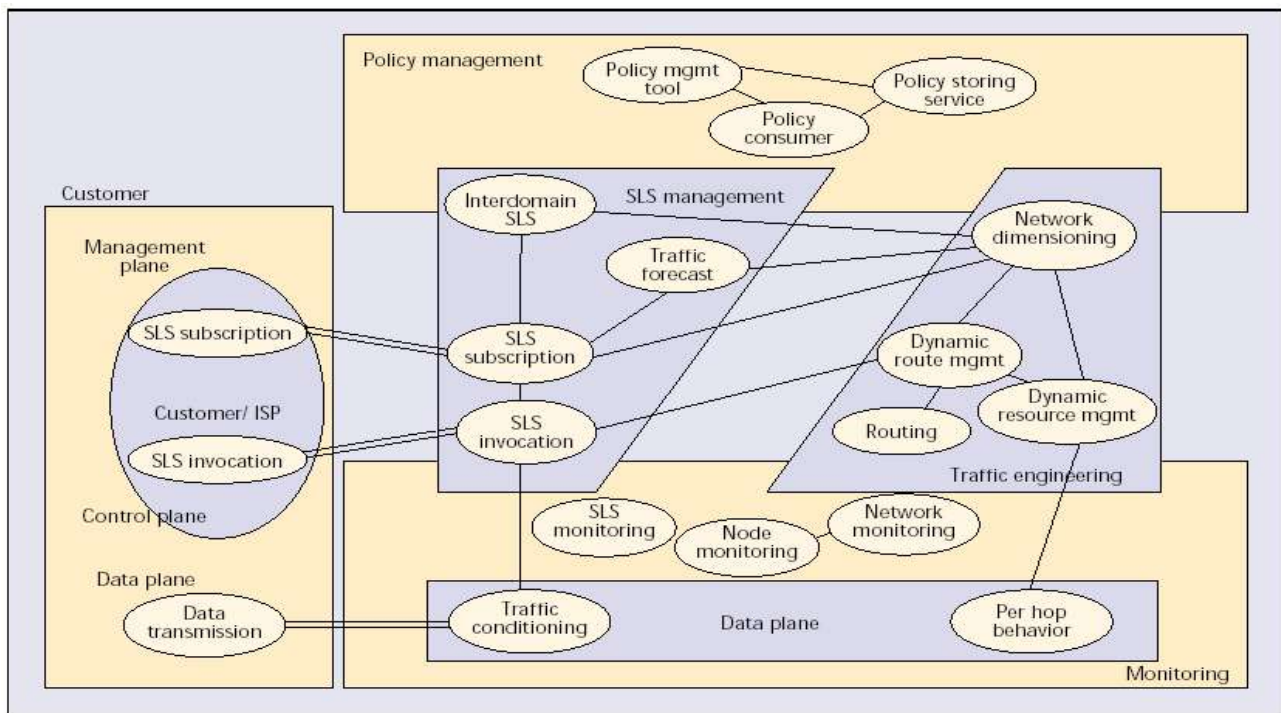 Policy management
Policy mgmt
tool
Policy storing
service
Policy
consumer
Customer
Interdomain
SLS
SLS management
Network
dimensioning
Management
plane
Traffic
forecast
SLS subscription
SLS
subscription
Dynamic
route mgmt
Customer/ ISP
SLS
invocation
Dynamic
resource mgmt
Routing
SLS invocation
Traffic engineering
Control plane
SLS
monitoring
Node
monitoring
Network
monitoring
Data plane
Data
transmission
Traffic
conditioning
Data plane
Per hop
behavior
Monitoring